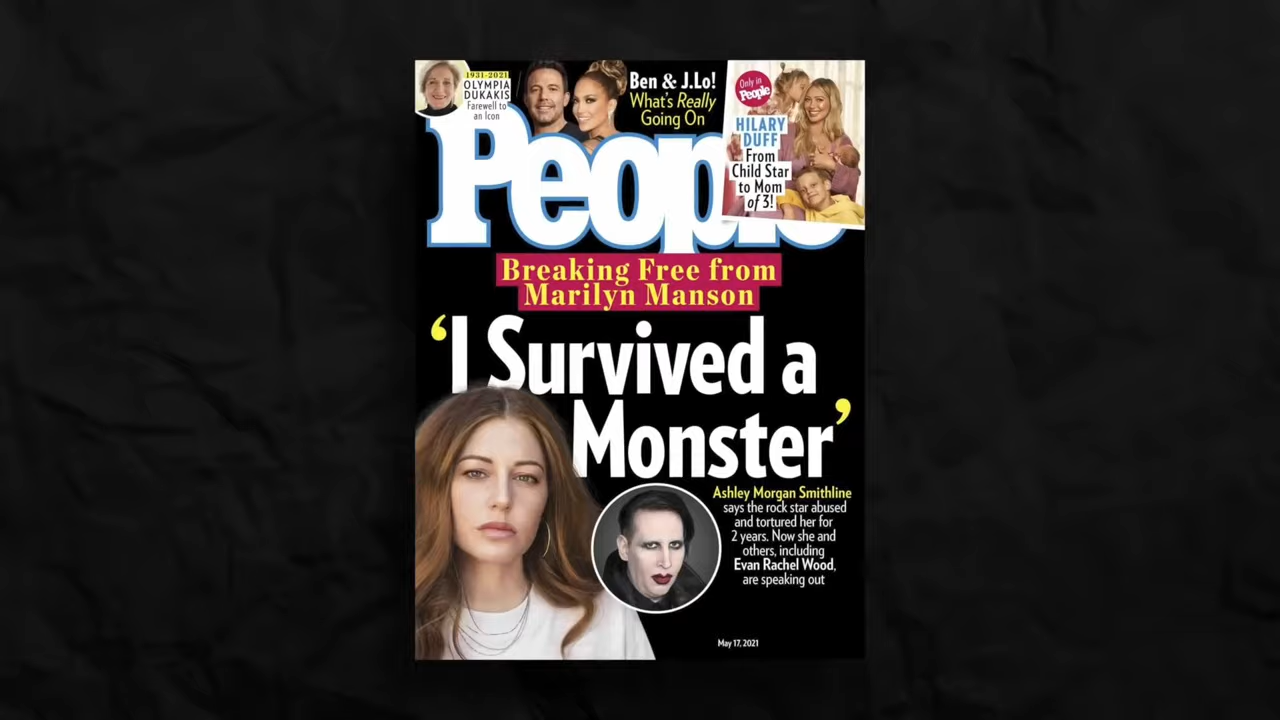 1931-2021
OLYMPIA
DUKAKIS
Farewell to
an Icon
Ben & J.Lo!
What's Really
Going On
Only in
People
HILARY
DUFF
From
Child Star
to Mom
of 3!
People
Breaking Free from
Marilyn Manson
‘I Survived a
Monster’
Ashley Morgan Smithline
says the rock star abused
and tortured her for
2 years. Now she and
others, including
Evan Rachel Wood,
are speaking out
May 17, 2021